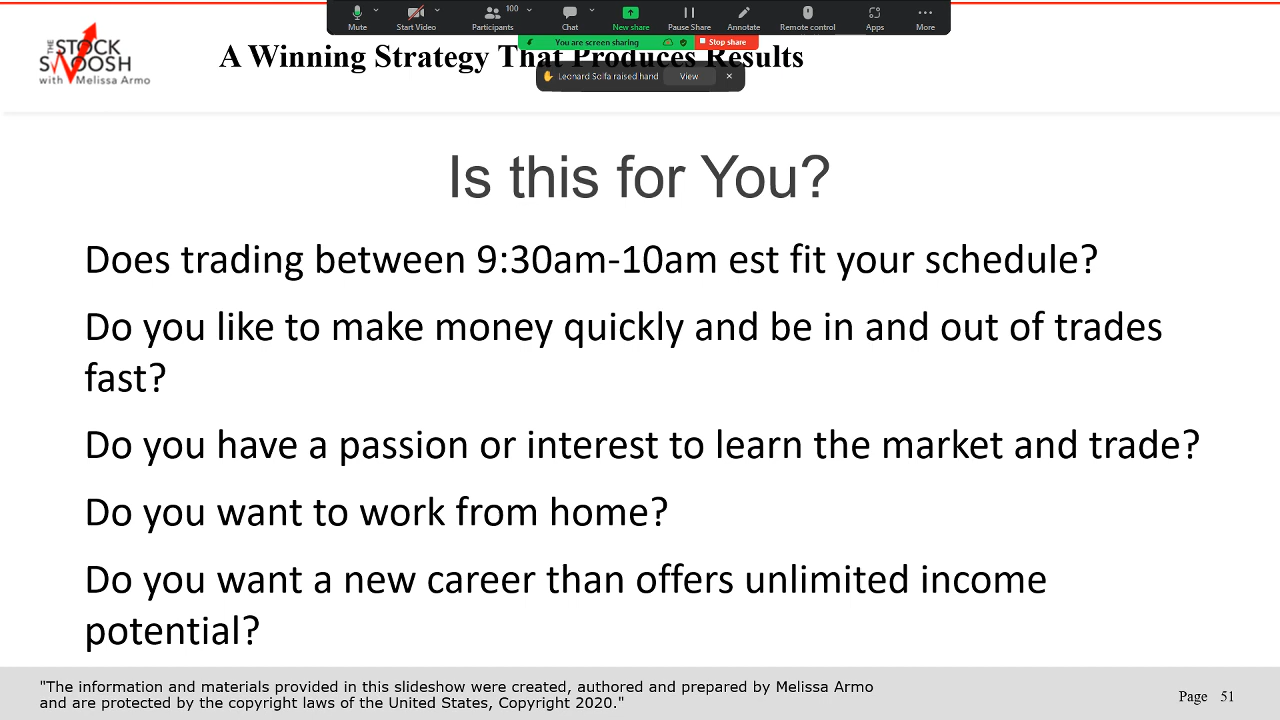 Mute
Start Video
Participants
100
Chat
New share
Pause Share
Annotate
Remote control
Apps
More
You are screen sharing
Stop share
THE STOCK
SWOOSH
with Melissa Armo
A Winning Strategy That Produces Results
Leonard Solfa raised hand
View
Is this for You?
Does trading between 9:30am-10am est fit your schedule?
Do you like to make money quickly and be in and out of trades
fast?
Do you have a passion or interest to learn the market and trade?
Do you want to work from home?
Do you want a new career than offers unlimited income
potential?
"The information and materials provided in this slideshow were created, authored and prepared by Melissa Armo
and are protected by the copyright laws of the United States, Copyright 2020."
Page 51